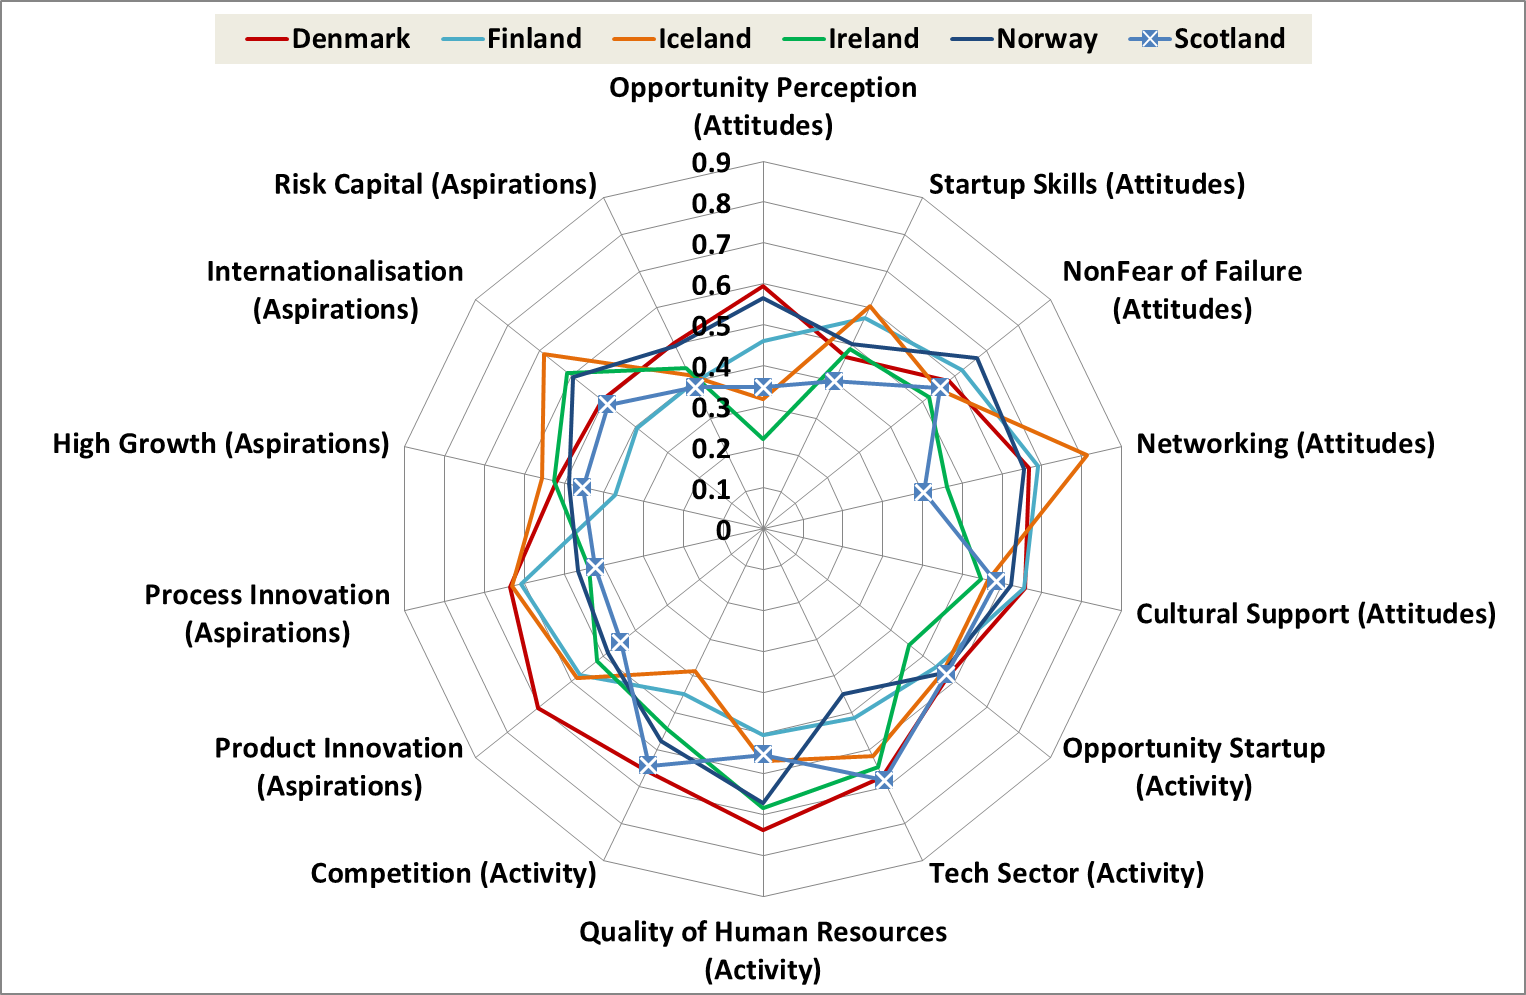 Denmark Finland Iceland Ireland Norway Scotland
Opportunity Perception
(Attitudes)
Startup Skills (Attitudes)
NonFear of Failure
(Attitudes)
Networking (Attitudes)
Cultural Support (Attitudes)
Opportunity Startup
(Activity)
Tech Sector (Activity)
Quality of Human Resources
(Activity)
Competition (Activity)
Product Innovation
(Aspirations)
Process Innovation
(Aspirations)
High Growth (Aspirations)
Internationalisation
(Aspirations)
Risk Capital (Aspirations)
0.9
0.8
0.7
0.6
0.5
0.4
0.3
0.2
0.1
0